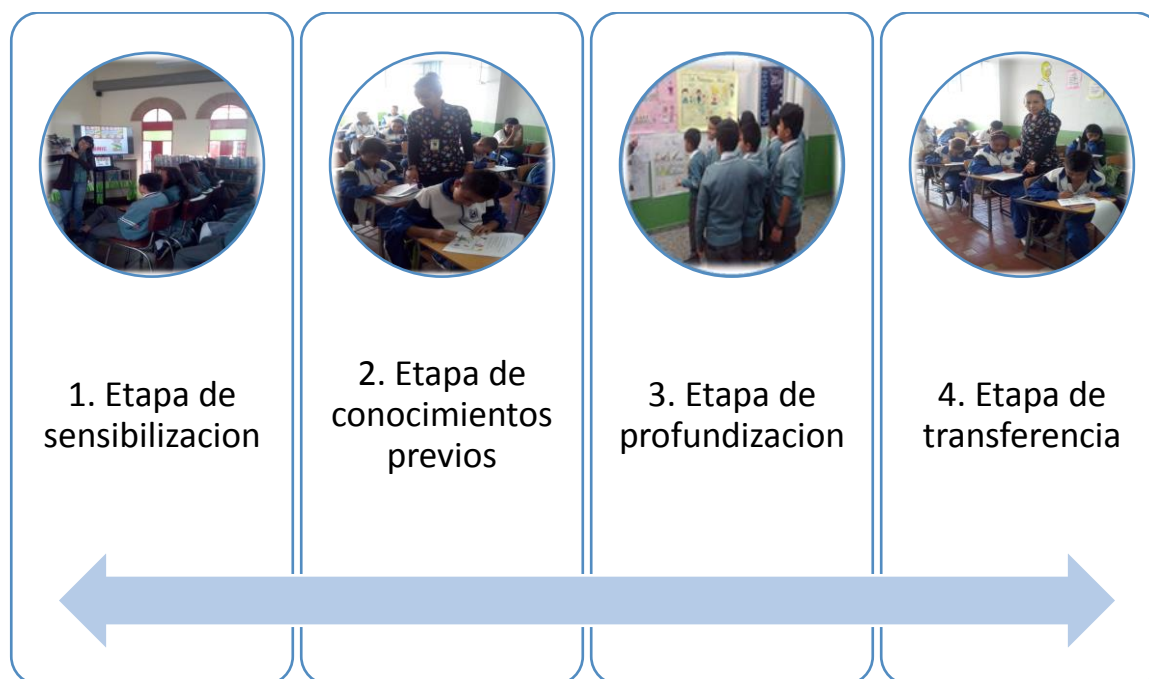 1. Etapa de
sensibilizacion
2. Etapa de
conocimientos
previos
3. Etapa de
profundizacion
4. Etapa de
transferencia